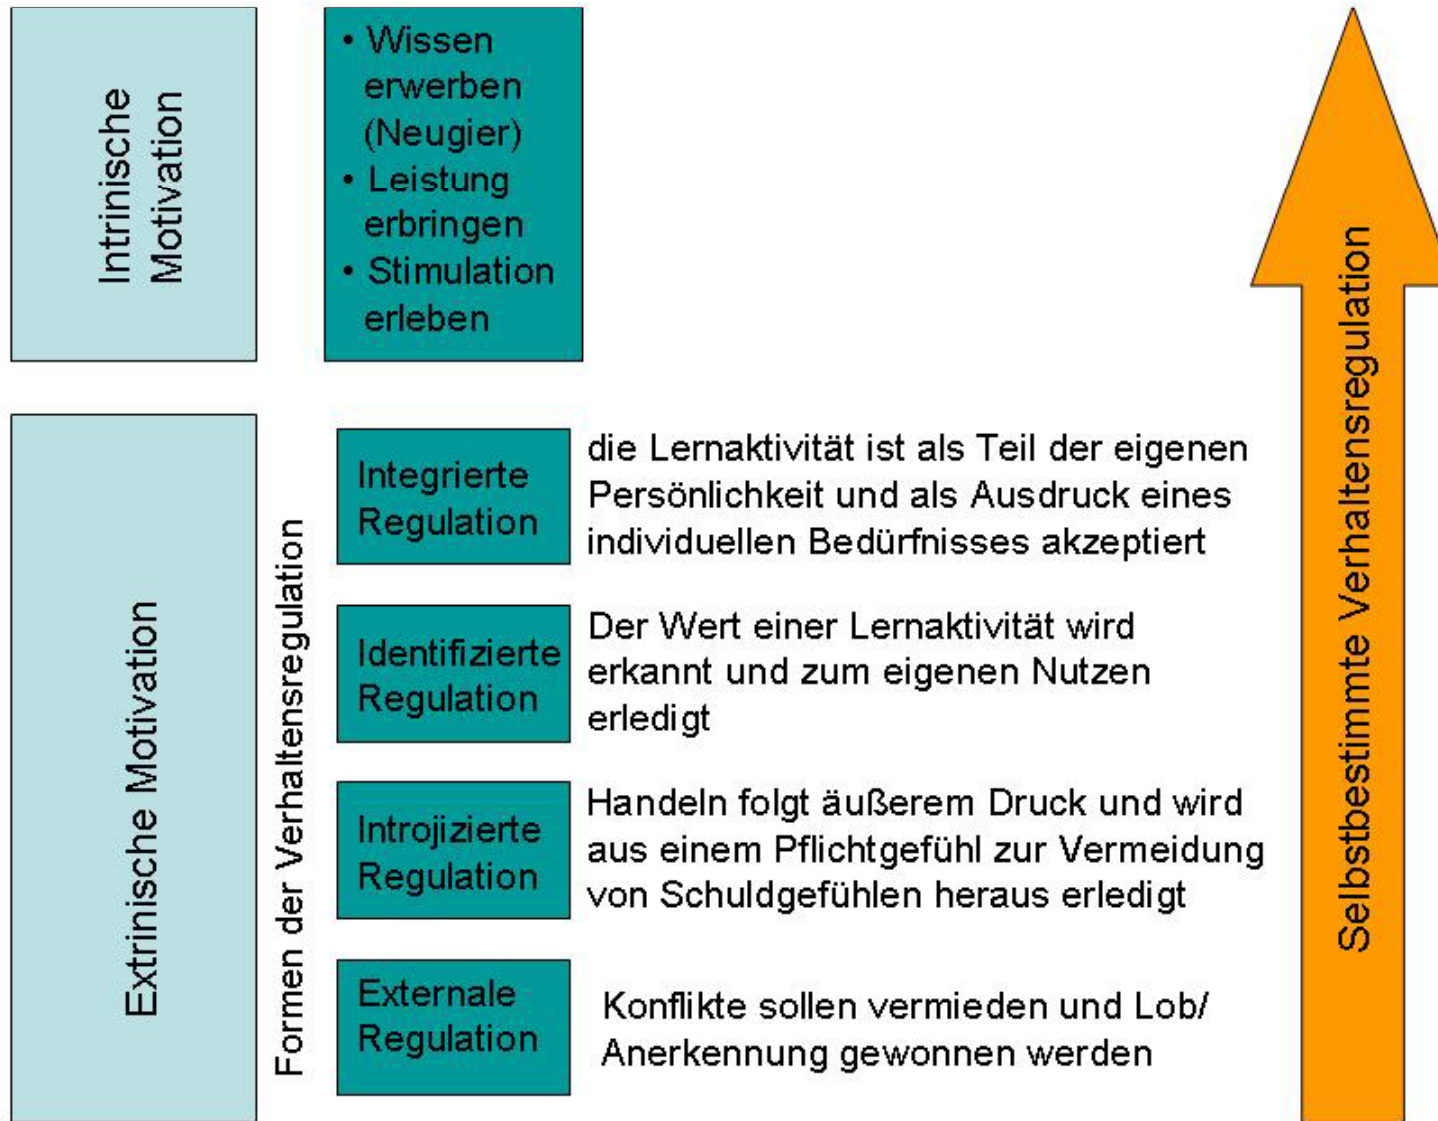 Intrinische
Motivation
• Wissen
erwerben
(Neugier)
• Leistung
erbringen
• Stimulation
erleben
Extrinische Motivation
Formen der Verhaltensregulation
Integrierte
Regulation
die Lernaktivität ist als Teil der eigenen
Persönlichkeit und als Ausdruck eines
individuellen Bedürfnisses akzeptiert
Identifizierte
Regulation
Der Wert einer Lernaktivität wird
erkannt und zum eigenen Nutzen
erledigt
Introjizierte
Regulation
Handeln folgt äußerem Druck und wird
aus einem Pflichtgefühl zur Vermeidung
von Schuldgefühlen heraus erledigt
Externale
Regulation
Konflikte sollen vermieden und Lob/
Anerkennung gewonnen werden
Selbstbestimmte Verhaltensregulation